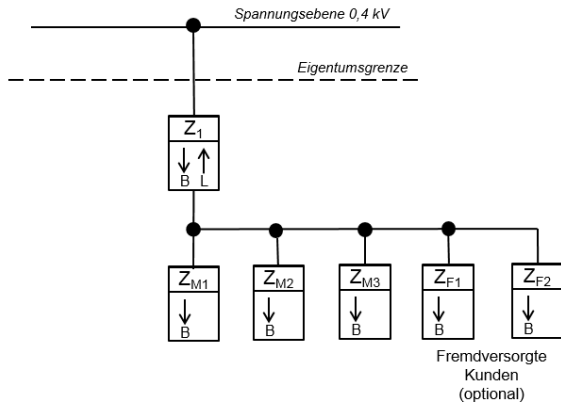 Spannungsebene 0,4 kV
Eigentumsgrenze
Z1
B L
ZM1 ZM2 ZM3 ZF1 ZF2
B B B B B
Fremdversorgte
Kunden
(optional)